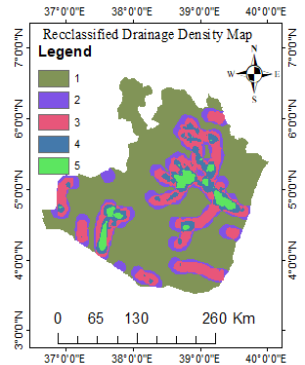 37°0'0"E 38°0'0"E 39°0'0"E 40°0'0"E
Recclassified Drainage Density Map
Legend
1
2
3
4
5
N
W E
S
7°0'0"N
6°0'0"N
5°0'0"N
4°0'0"N
3°0'0"N
7°0'0"N
6°0'0"N
5°0'0"N
4°0'0"N
3°0'0"N
0 65 130 260 Km
37°0'0"E 38°0'0"E 39°0'0"E 40°0'0"E